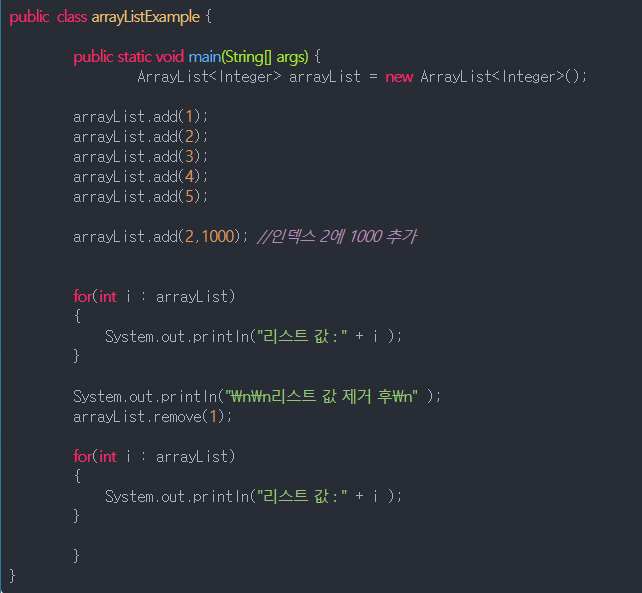 public class arrayListExample {
public static void main(String[] args) {
ArrayList<Integer> arrayList = new ArrayList<Integer>();
arrayList.add(1);
arrayList.add(2);
arrayList.add(3);
arrayList.add(4);
arrayList.add(5);
arrayList.add(2,1000); //인덱스 2에 1000 추가
for(int i : arrayList)
{
System.out.println("리스트 값 : " + i );
}
System.out.println("₩n₩n리스트 값 제거 후₩n" );
arrayList.remove(1);
for(int i : arrayList)
{
System.out.println("리스트 값 : " + i );
}
}
}